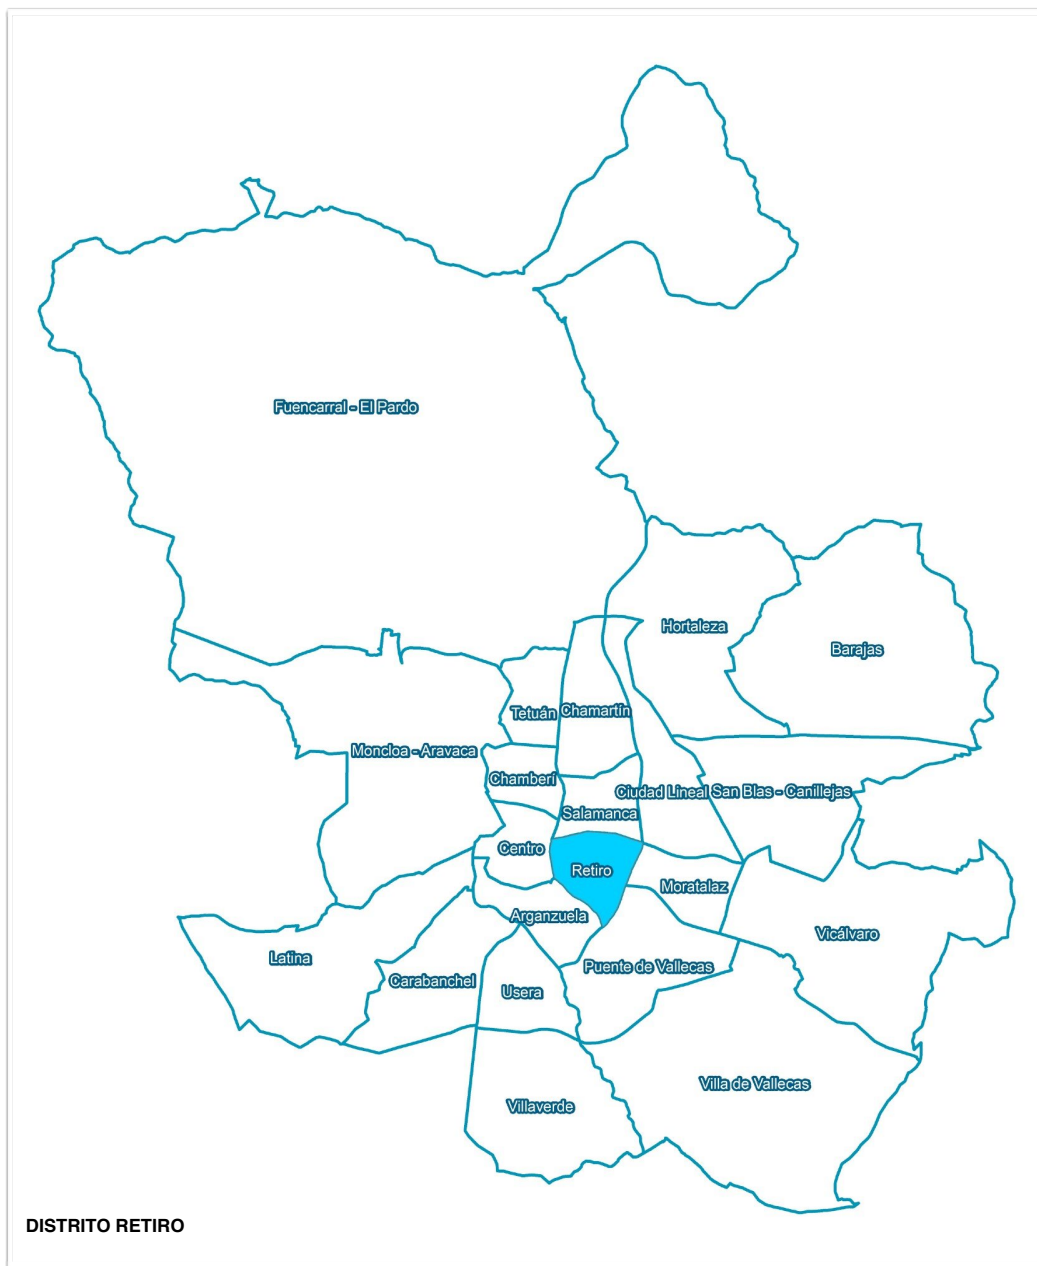 Fuencarral - El Pardo
Hortaleza
Barajas
Tetuán
Chamartín
Moncloa - Aravaca
Chamberí
Ciudad Lineal
San Blas - Canillejas
Salamanca
Centro
Retiro
Moratalaz
Arganzuela
Vicálvaro
Latina
Puente de Vallecas
Carabanchel
Usera
Villa de Vallecas
Villaverde
DISTRITO RETIRO